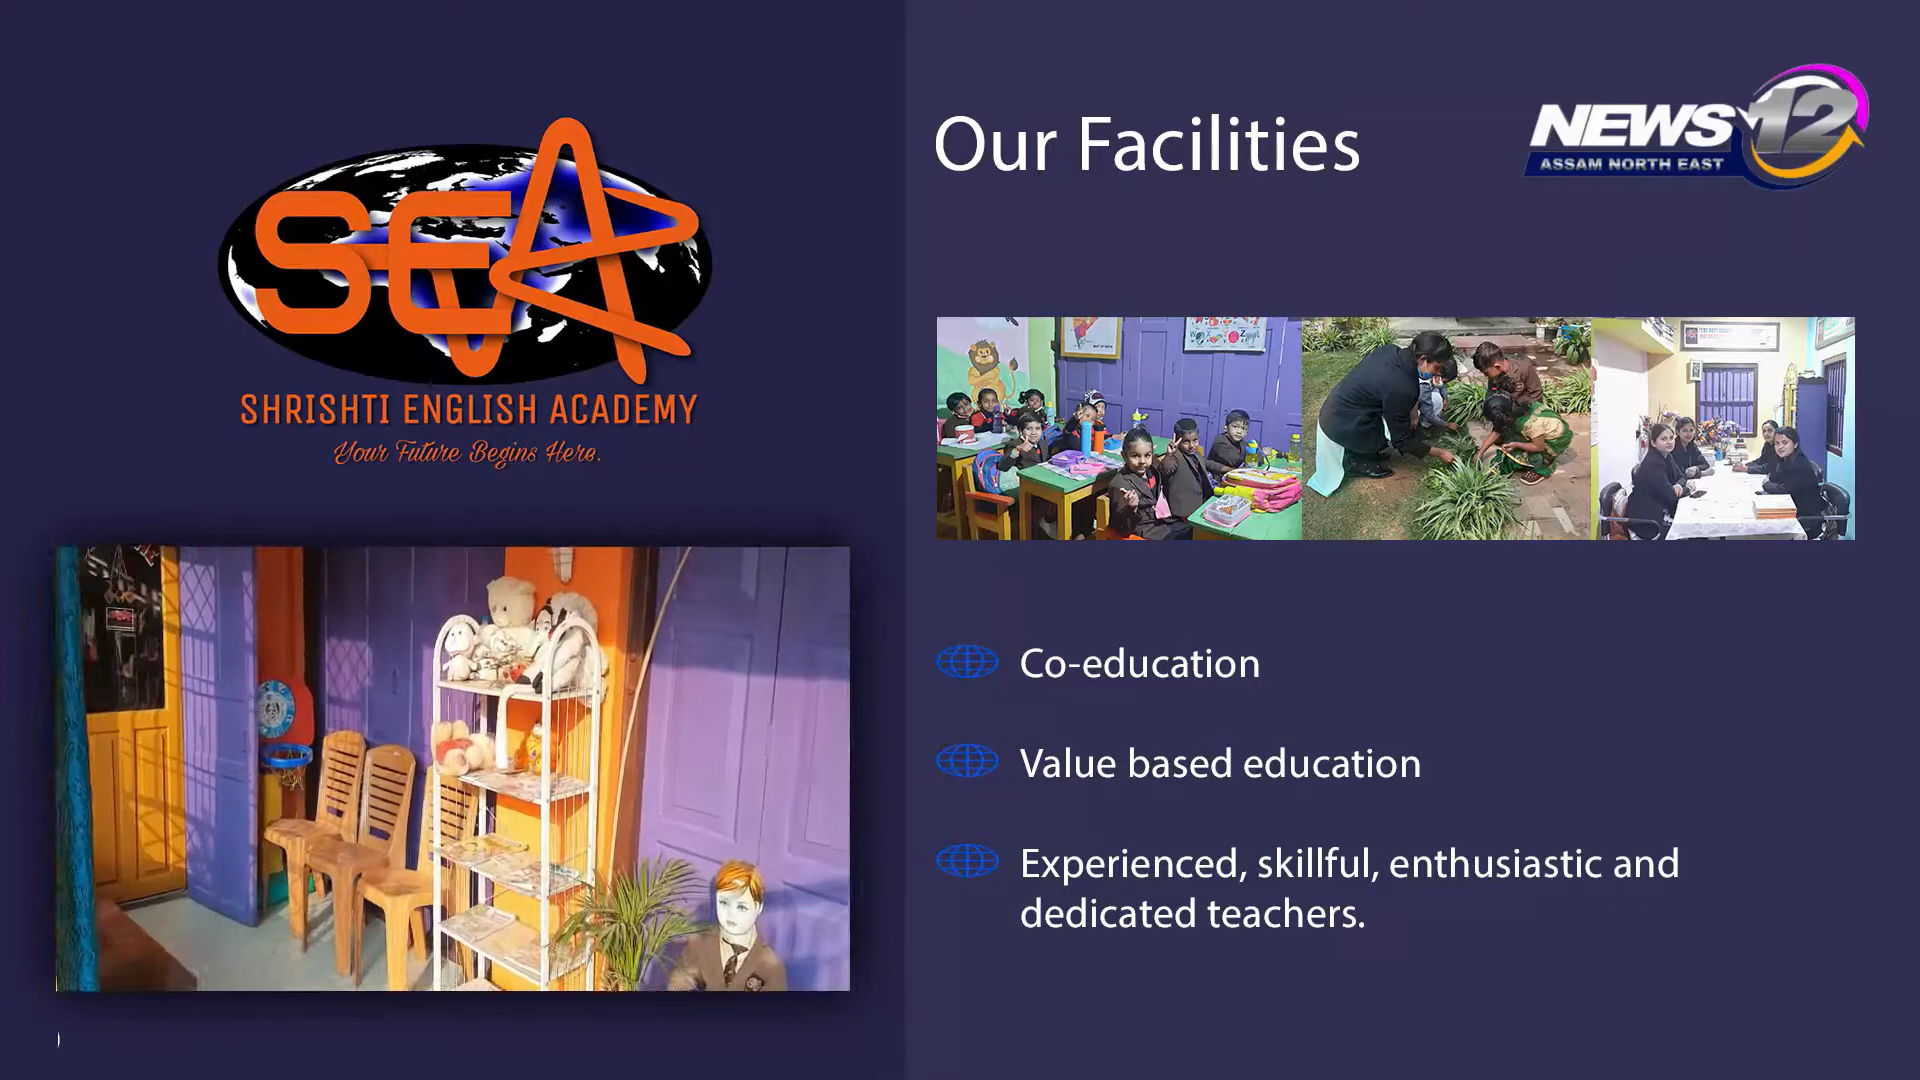 SEA
SHRISHTI ENGLISH ACADEMY
Your Future Begins Here.
Our Facilities
NEWS 12
ASSAM NORTH EAST
Co-education
Value based education
Experienced, skillful, enthusiastic and
dedicated teachers.